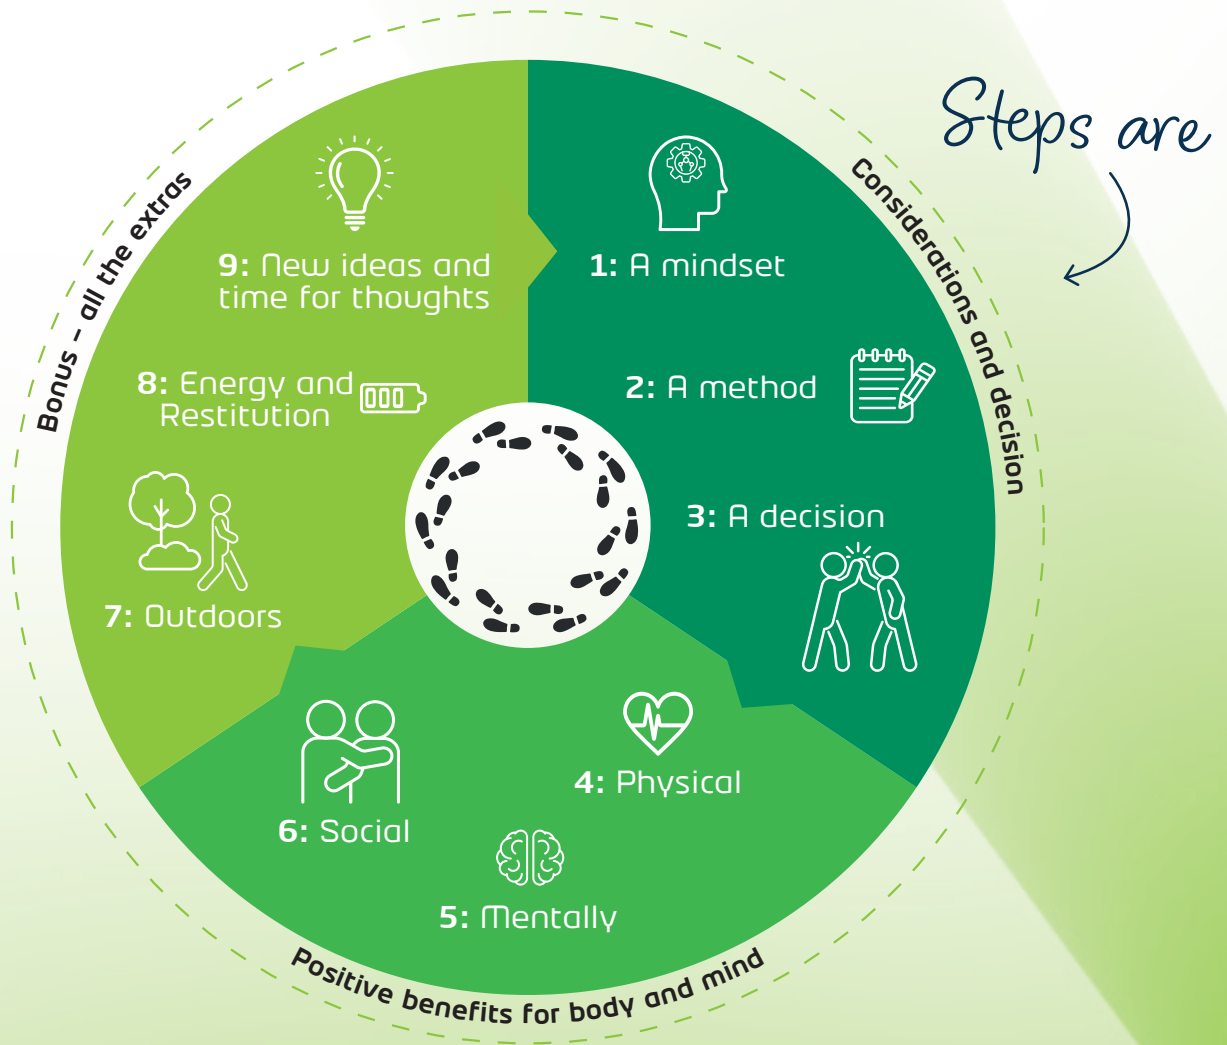 Steps are
Considerations and decision
1: A mindset
2: A method
3: A decision
Positive benefits for body and mind
4: Physical
5: Mentally
6: Social
Bonus – all the extras
7: Outdoors
8: Energy and
Restitution
9: New ideas and
time for thoughts